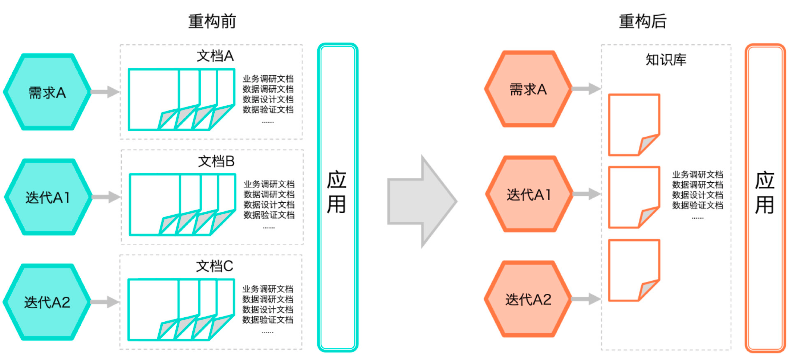 重构前
重构后
需求A
文档A
业务调研文档
数据调研文档
数据设计文档
数据验证文档
......
迭代A1
文档B
业务调研文档
数据调研文档
数据设计文档
数据验证文档
......
迭代A2
文档C
业务调研文档
数据调研文档
数据设计文档
数据验证文档
......
应用
需求A
迭代A1
迭代A2
知识库
业务调研文档
数据调研文档
数据设计文档
数据验证文档
......
应用